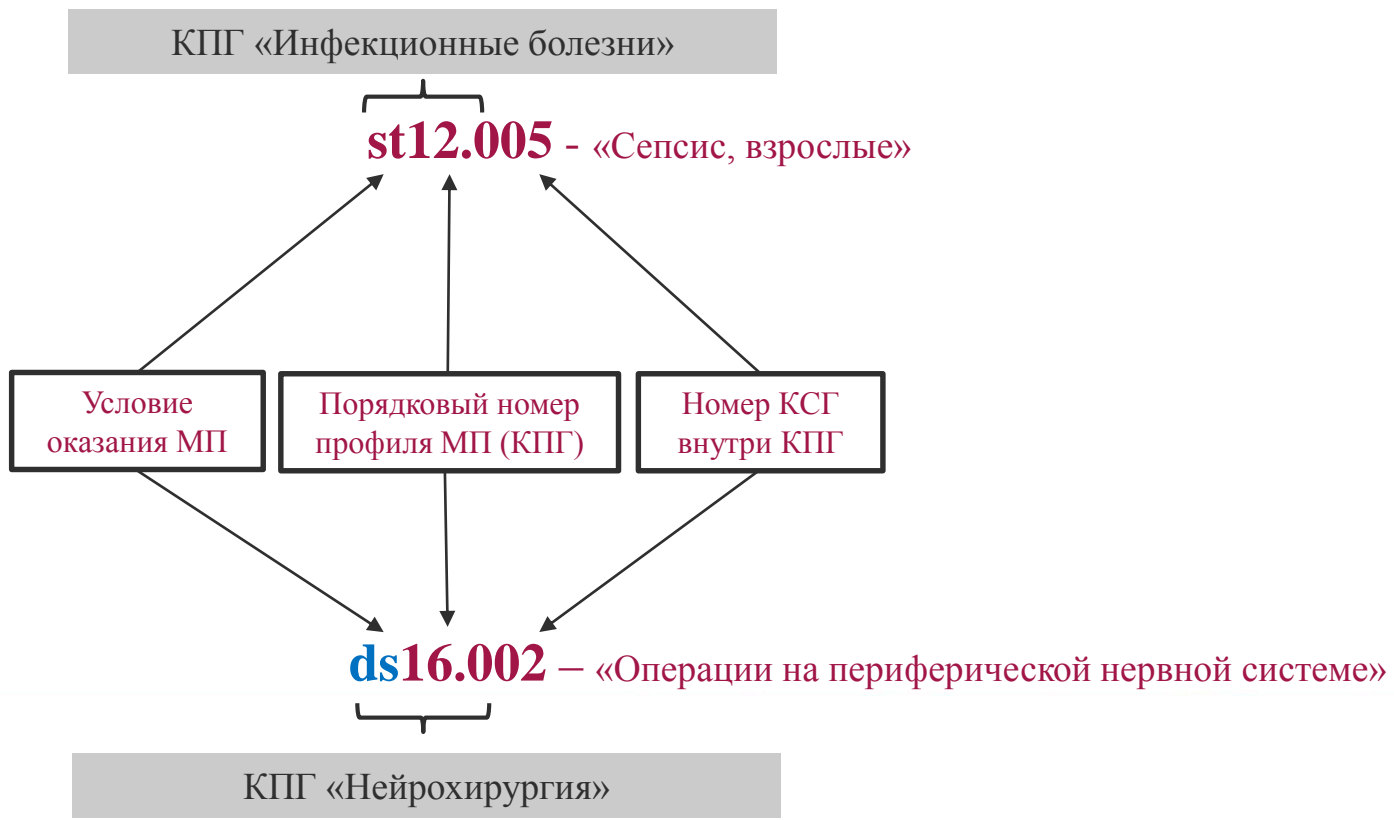 КПГ «Инфекционные болезни»
st12.005 - «Сепсис, взрослые»
Условие
оказания МП
Порядковый номер
профиля МП (КПГ)
Номер КСГ
внутри КПГ
ds16.002 – «Операции на периферической нервной системе»
КПГ «Нейрохирургия»